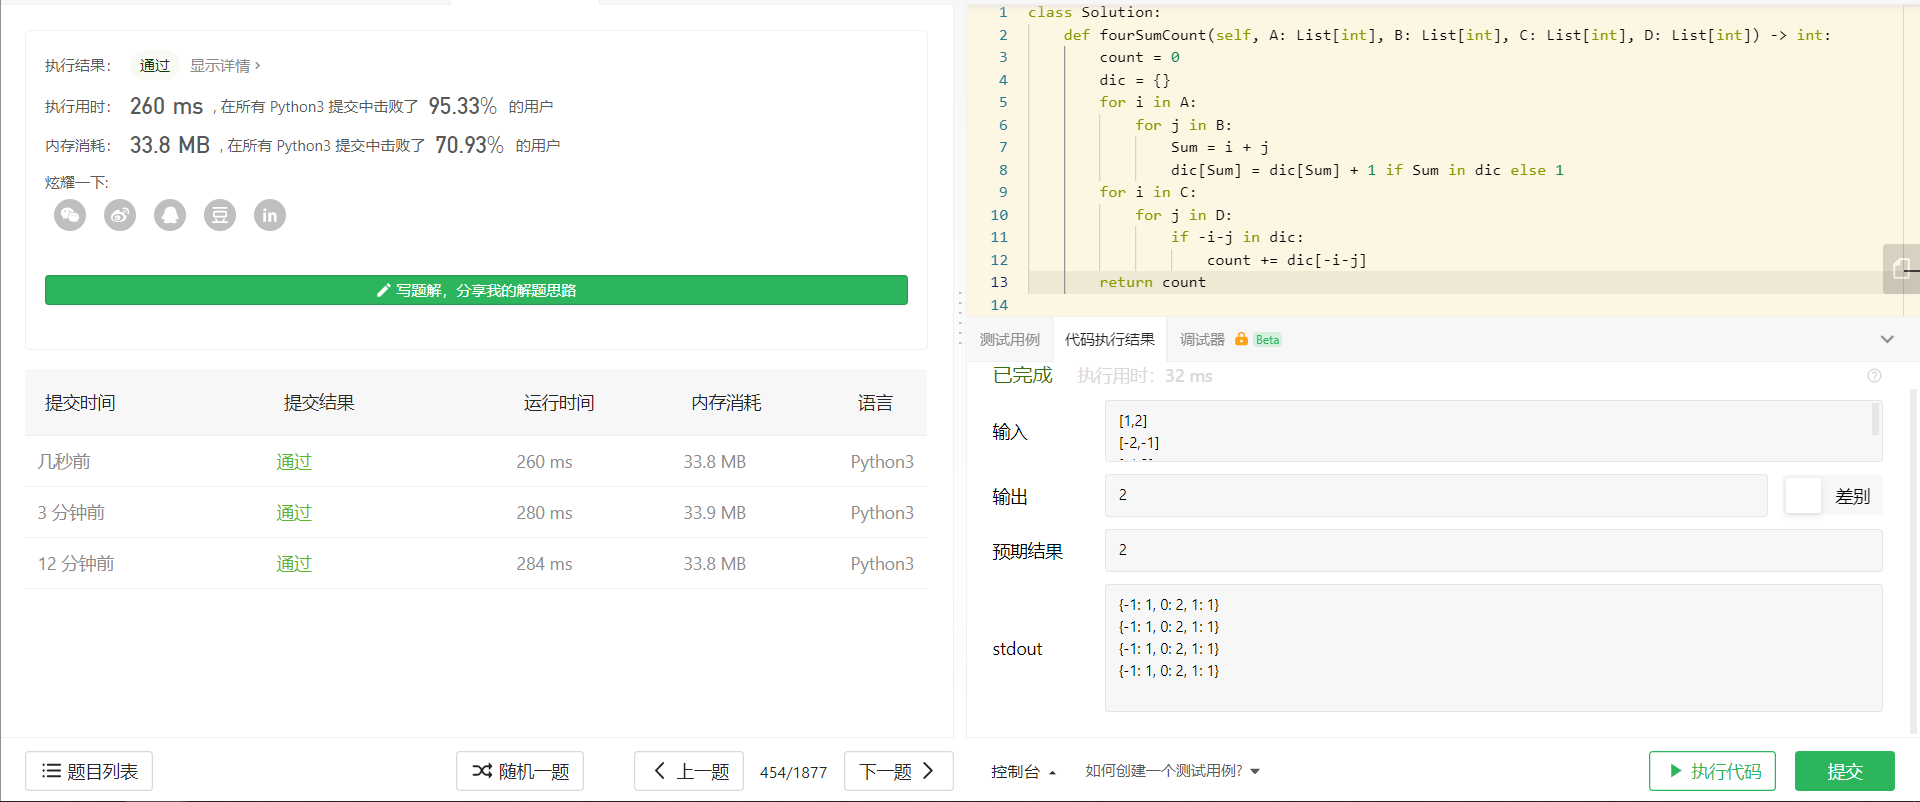 执行结果： 通过 显示详情 ›
执行用时： 260 ms , 在所有 Python3 提交中击败了 95.33% 的用户
内存消耗： 33.8 MB , 在所有 Python3 提交中击败了 70.93% 的用户
炫耀一下:
豆 in
写题解，分享我的解题思路
提交时间 提交结果 运行时间 内存消耗 语言
几秒前 通过 260 ms 33.8 MB Python3
3 分钟前 通过 280 ms 33.9 MB Python3
12 分钟前 通过 284 ms 33.8 MB Python3
题目列表 随机一题 上一题 454/1877 下一题
1 class Solution:
2 def fourSumCount(self, A: List[int], B: List[int], C: List[int], D: List[int]) -> int:
3 count = 0
4 dic = {}
5 for i in A:
6 for j in B:
7 Sum = i + j
8 dic[Sum] = dic[Sum] + 1 if Sum in dic else 1
9 for i in C:
10 for j in D:
11 if -i-j in dic:
12 count += dic[-i-j]
13 return count
14
测试用例 代码执行结果 调试器 Beta
已完成 执行用时：32 ms
输入
[1,2]
[-2,-1]
输出 2 差别
预期结果 2
stdout
{-1: 1, 0: 2, 1: 1}
{-1: 1, 0: 2, 1: 1}
{-1: 1, 0: 2, 1: 1}
{-1: 1, 0: 2, 1: 1}
控制台 如何创建一个测试用例? 执行代码 提交